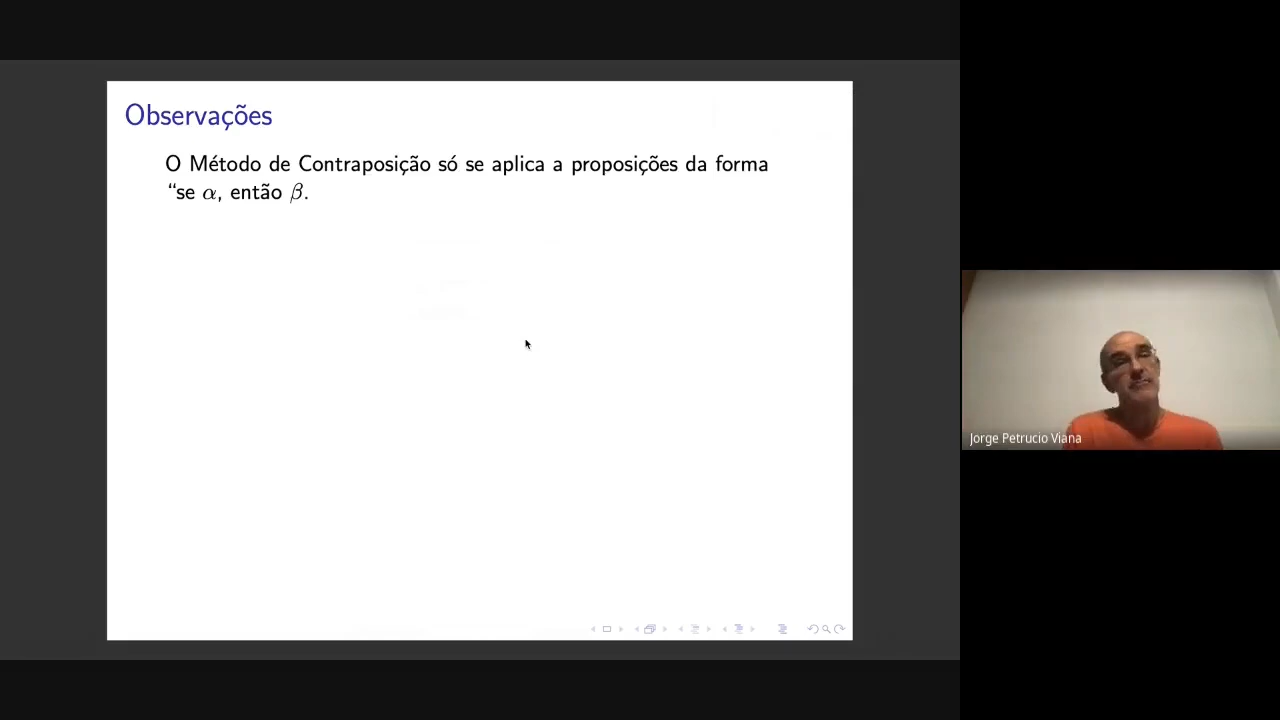 Observações
O Método de Contraposição só se aplica a proposições da forma
“se α, então β.
Jorge Petrucio Viana